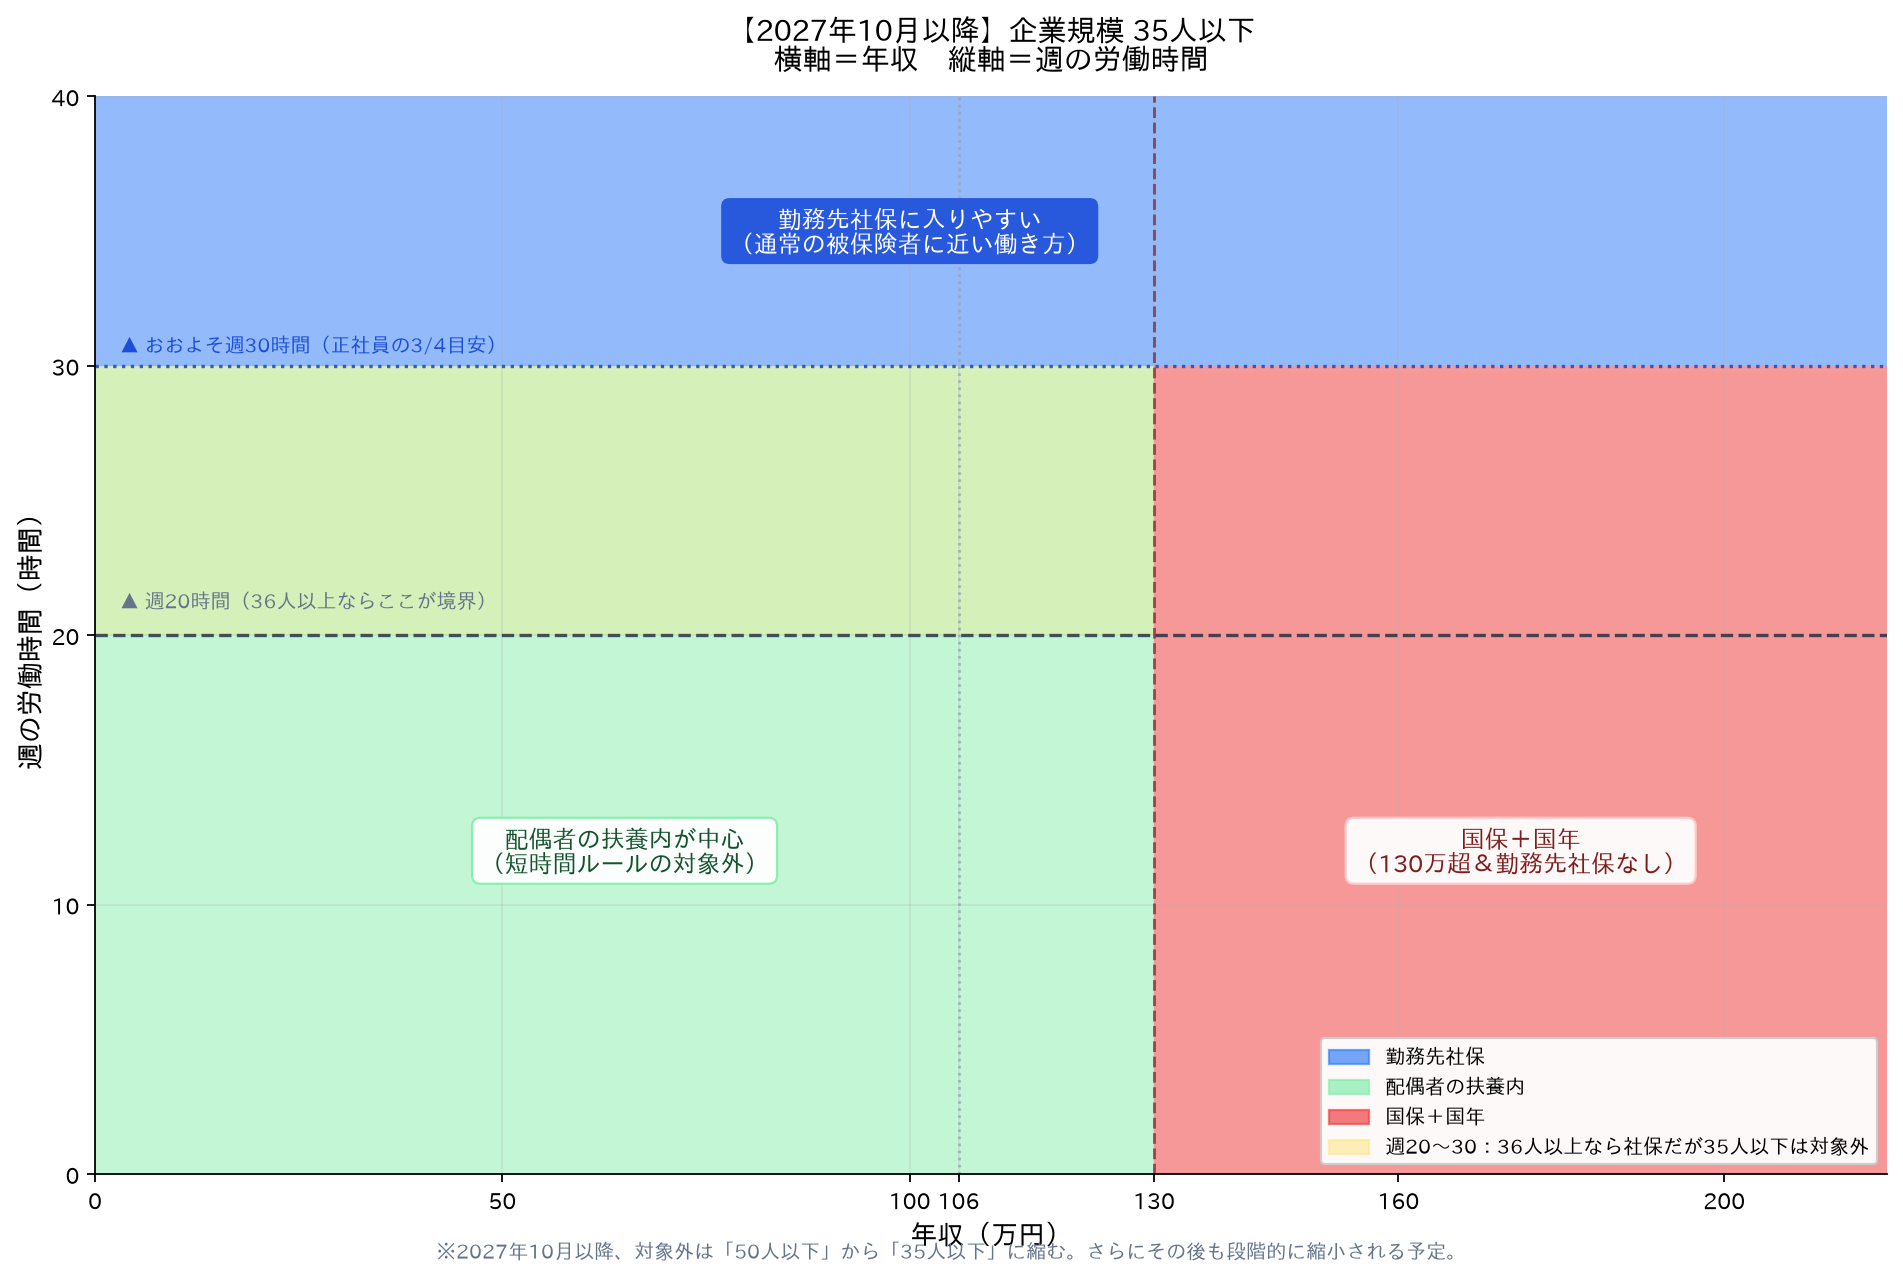 【2027年10月以降】企業規模 35人以下
横軸＝年収　縦軸＝週の労働時間
40
勤務先社保に入りやすい
（通常の被保険者に近い働き方）
▲ おおよそ週30時間（正社員の3/4目安）
30
週の労働時間（時間）
▲ 週20時間（36人以上ならここが境界）
20
配偶者の扶養内が中心
（短時間ルールの対象外）
国保＋国年
（130万超＆勤務先社保なし）
10
勤務先社保
配偶者の扶養内
国保＋国年
週20～30：36人以上なら社保だが35人以下は対象外
0
0 50 100 106 130 160 200
年収（万円）
※2027年10月以降、対象外は「50人以下」から「35人以下」に縮む。さらにその後も段階的に縮小される予定。